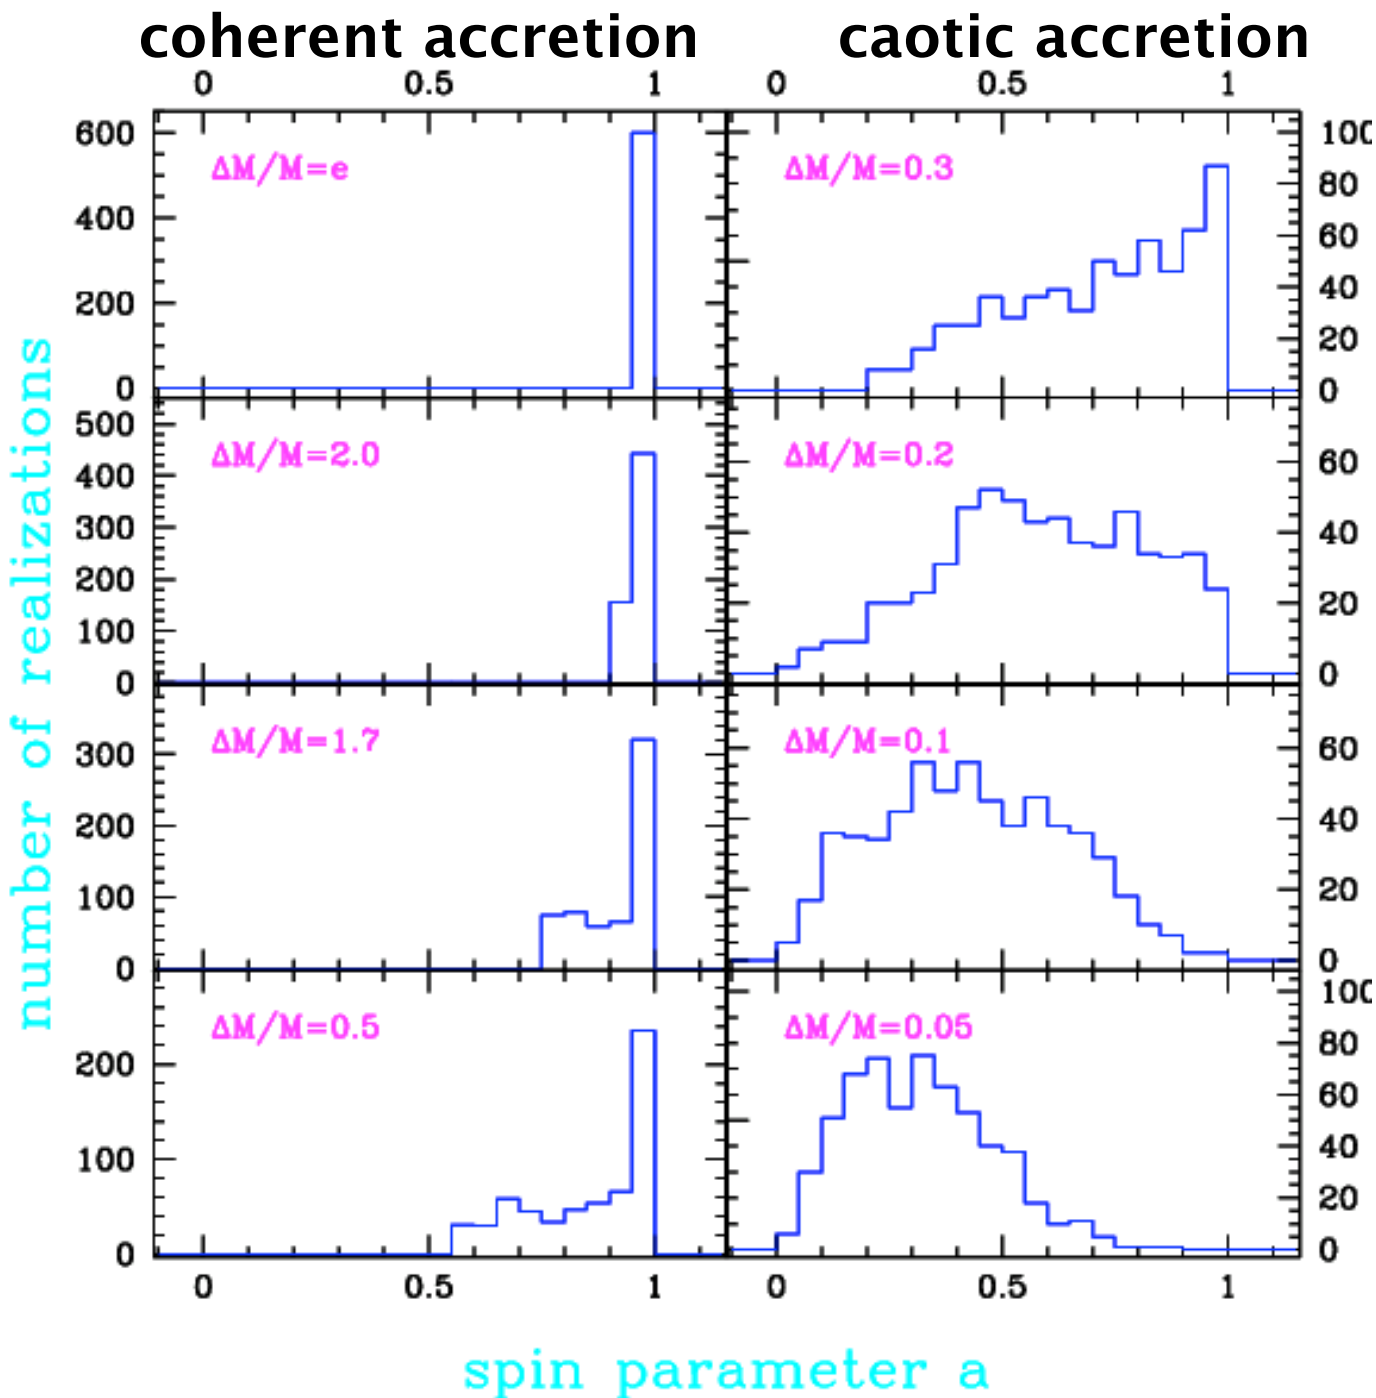 coherent accretion caotic accretion
0 0.5 1 0 0.5 1
600 ΔM/M=e ΔM/M=0.3 100
400 80
200 60
0 40
20
0
500 ΔM/M=2.0 ΔM/M=0.2
400 60
300 40
200 20
100 0
0
ΔM/M=1.7 ΔM/M=0.1
300 60
200 40
100 20
0 0
ΔM/M=0.5 ΔM/M=0.05 100
200 80
100 60
0 40
20
0
0 0.5 1 0 0.5 1
number of realizations
spin parameter a